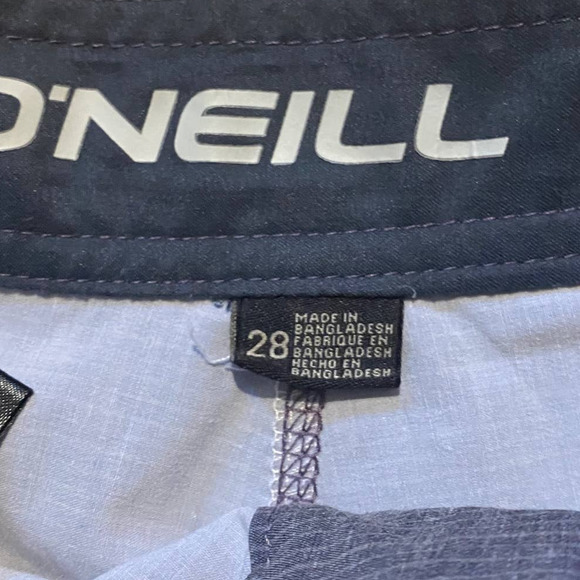 O'NEILL
28
MADE IN
BANGLADESH
FABRIQUE EN
BANGLADESH
HECHO EN
BANGLADESH